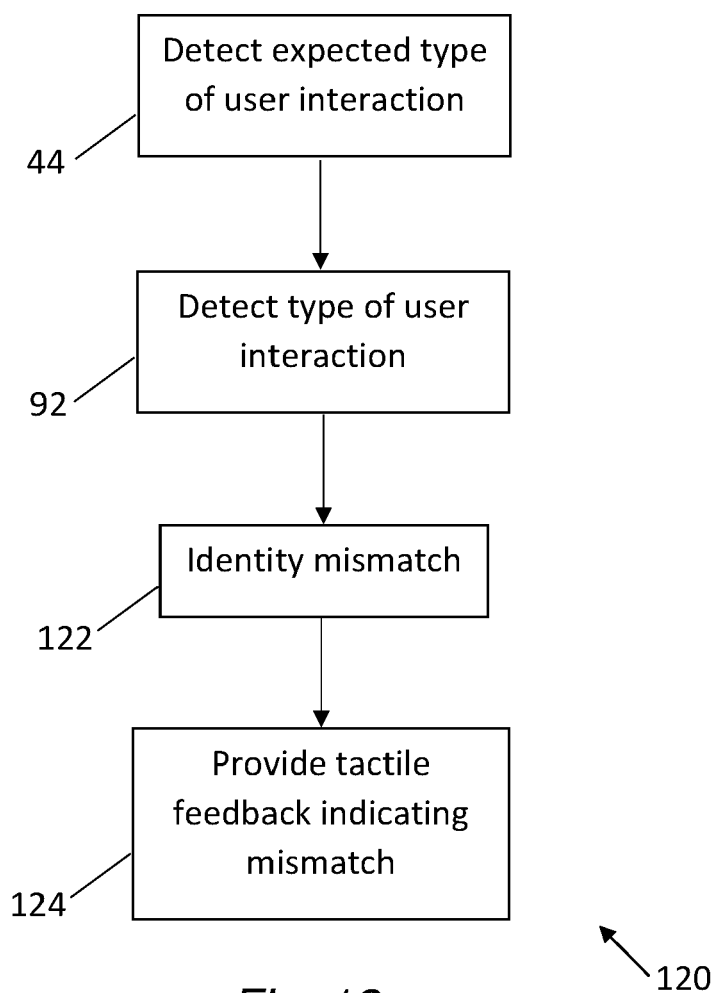 Detect expected type
of user interaction
44
Detect type of user
interaction
92
Identity mismatch
122
Provide tactile
feedback indicating
mismatch
124
120